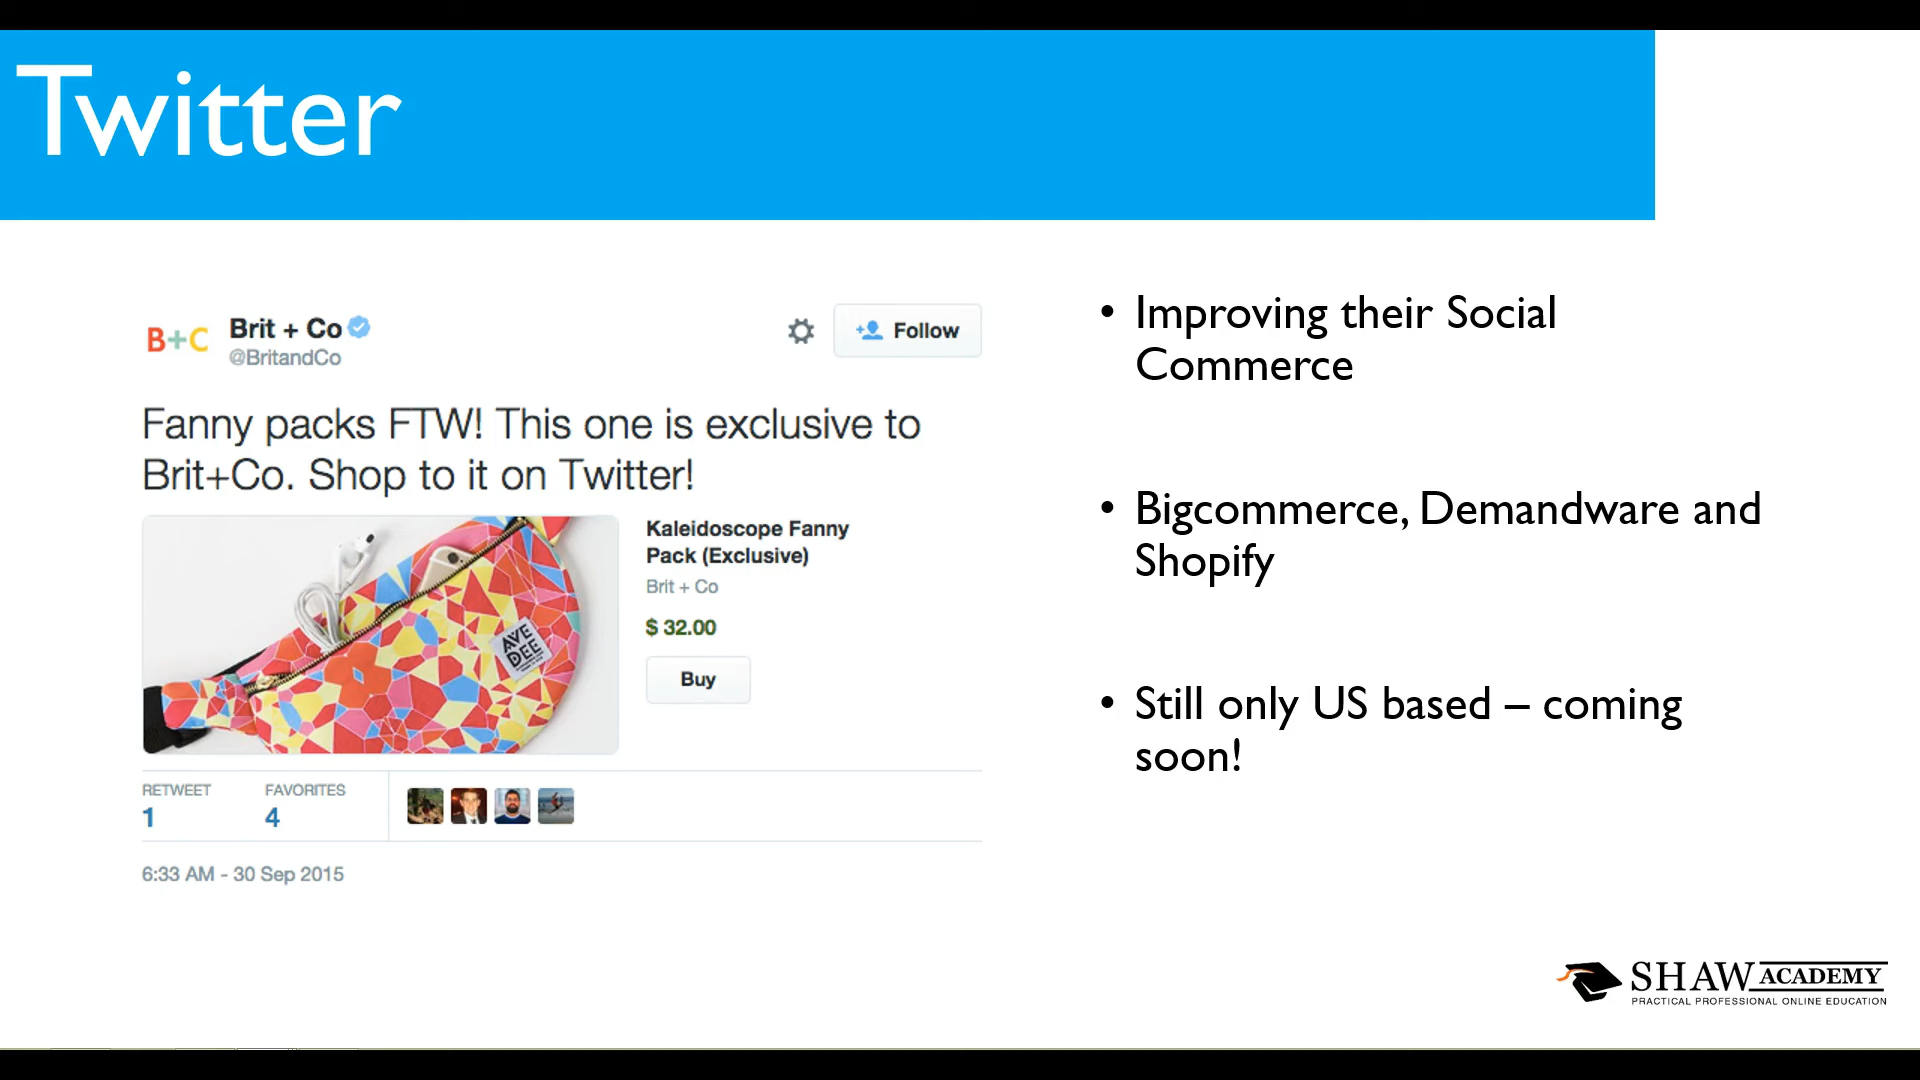 Twitter
B+C
Brit + Co
@BritandCo
Follow
Fanny packs FTW! This one is exclusive to
Brit+Co. Shop to it on Twitter!
AVE
DEE
Kaleidoscope Fanny
Pack (Exclusive)
Brit + Co
$ 32.00
Buy
RETWEET
1
FAVORITES
4
6:33 AM - 30 Sep 2015
• Improving their Social
Commerce
• Bigcommerce, Demandware and
Shopify
• Still only US based – coming
soon!
SHAW ACADEMY
PRACTICAL PROFESSIONAL ONLINE EDUCATION